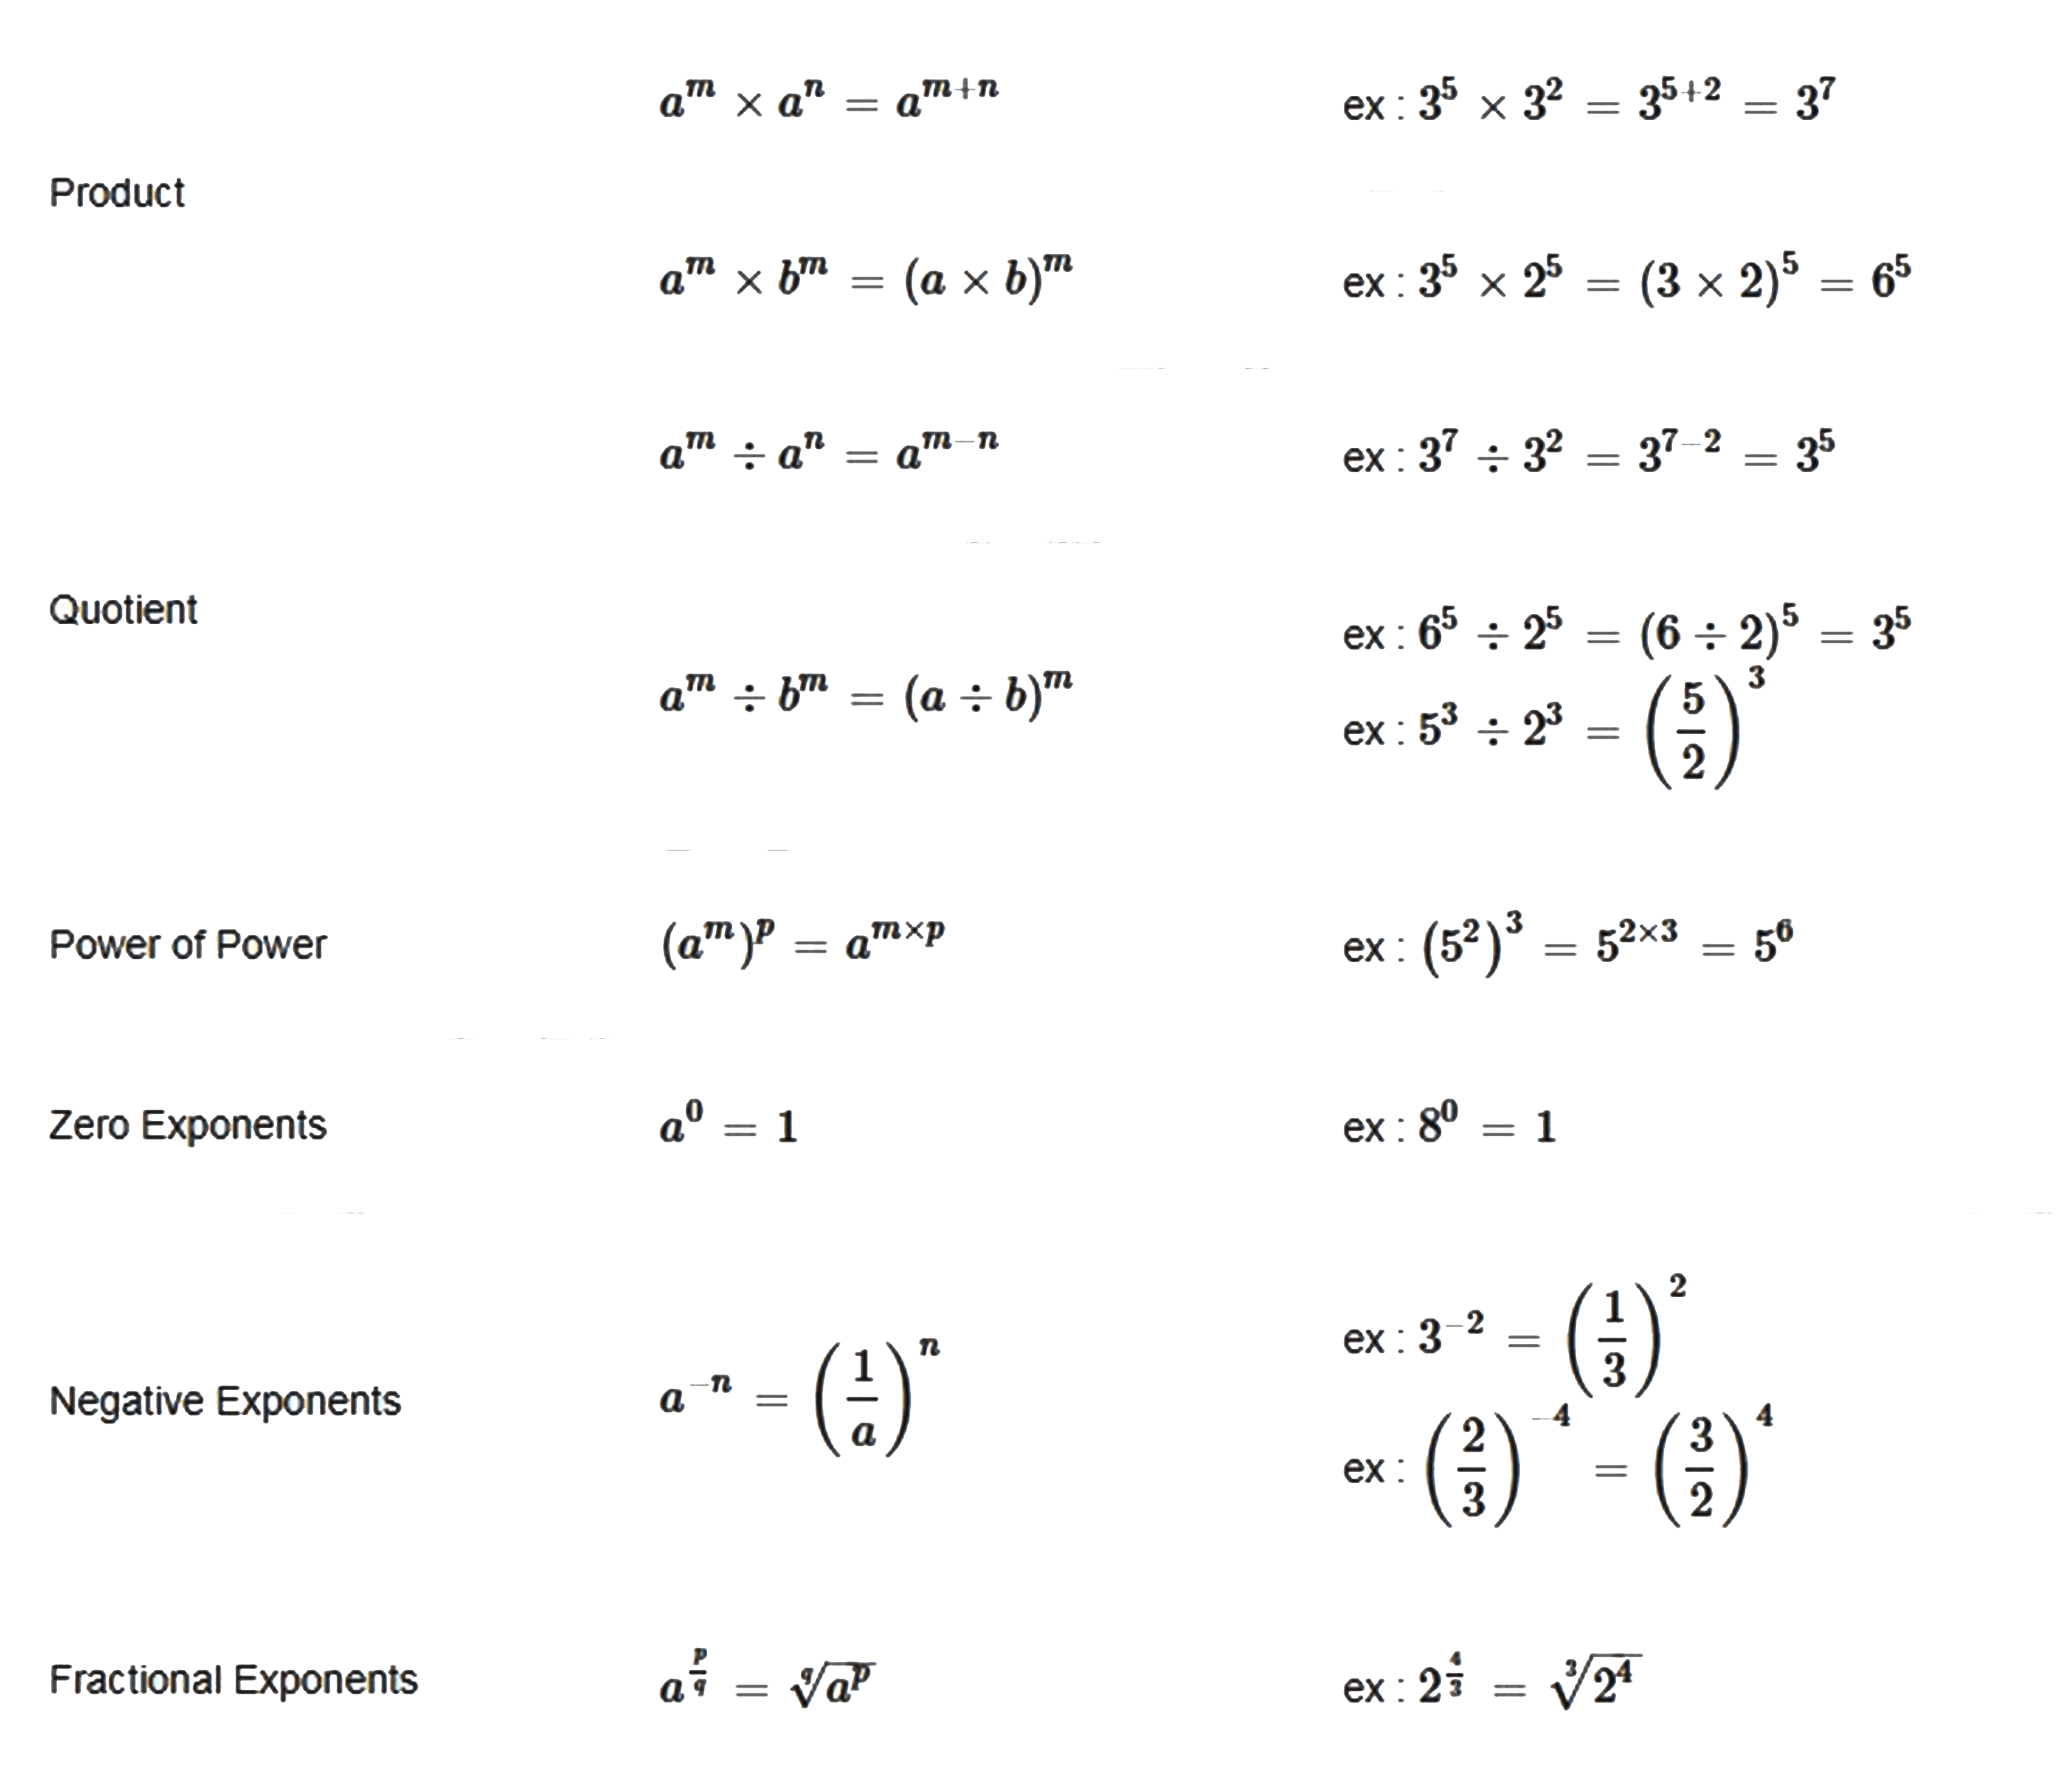 a^m × a^n = a^{m+n}    ex : 3^5 × 3^2 = 3^{5+2} = 3^7
Product
a^m × b^m = (a × b)^m    ex : 3^5 × 2^5 = (3 × 2)^5 = 6^5
a^m ÷ a^n = a^{m−n}    ex : 3^7 ÷ 3^2 = 3^{7−2} = 3^5
Quotient
ex : 6^5 ÷ 2^5 = (6 ÷ 2)^5 = 3^5
a^m ÷ b^m = (a ÷ b)^m
ex : 5^3 ÷ 2^3 = (5/2)^3
Power of Power    (a^m)^p = a^{m×p}    ex : (5^2)^3 = 5^{2×3} = 5^6
Zero Exponents    a^0 = 1    ex : 8^0 = 1
ex : 3^{−2} = (1/3)^2
Negative Exponents    a^{−n} = (1/a)^n
ex : (2/3)^{−4} = (3/2)^4
Fractional Exponents    a^{p/q} = \sqrt[q]{a^p}    ex : 2^{4/3} = \sqrt[3]{2^4}